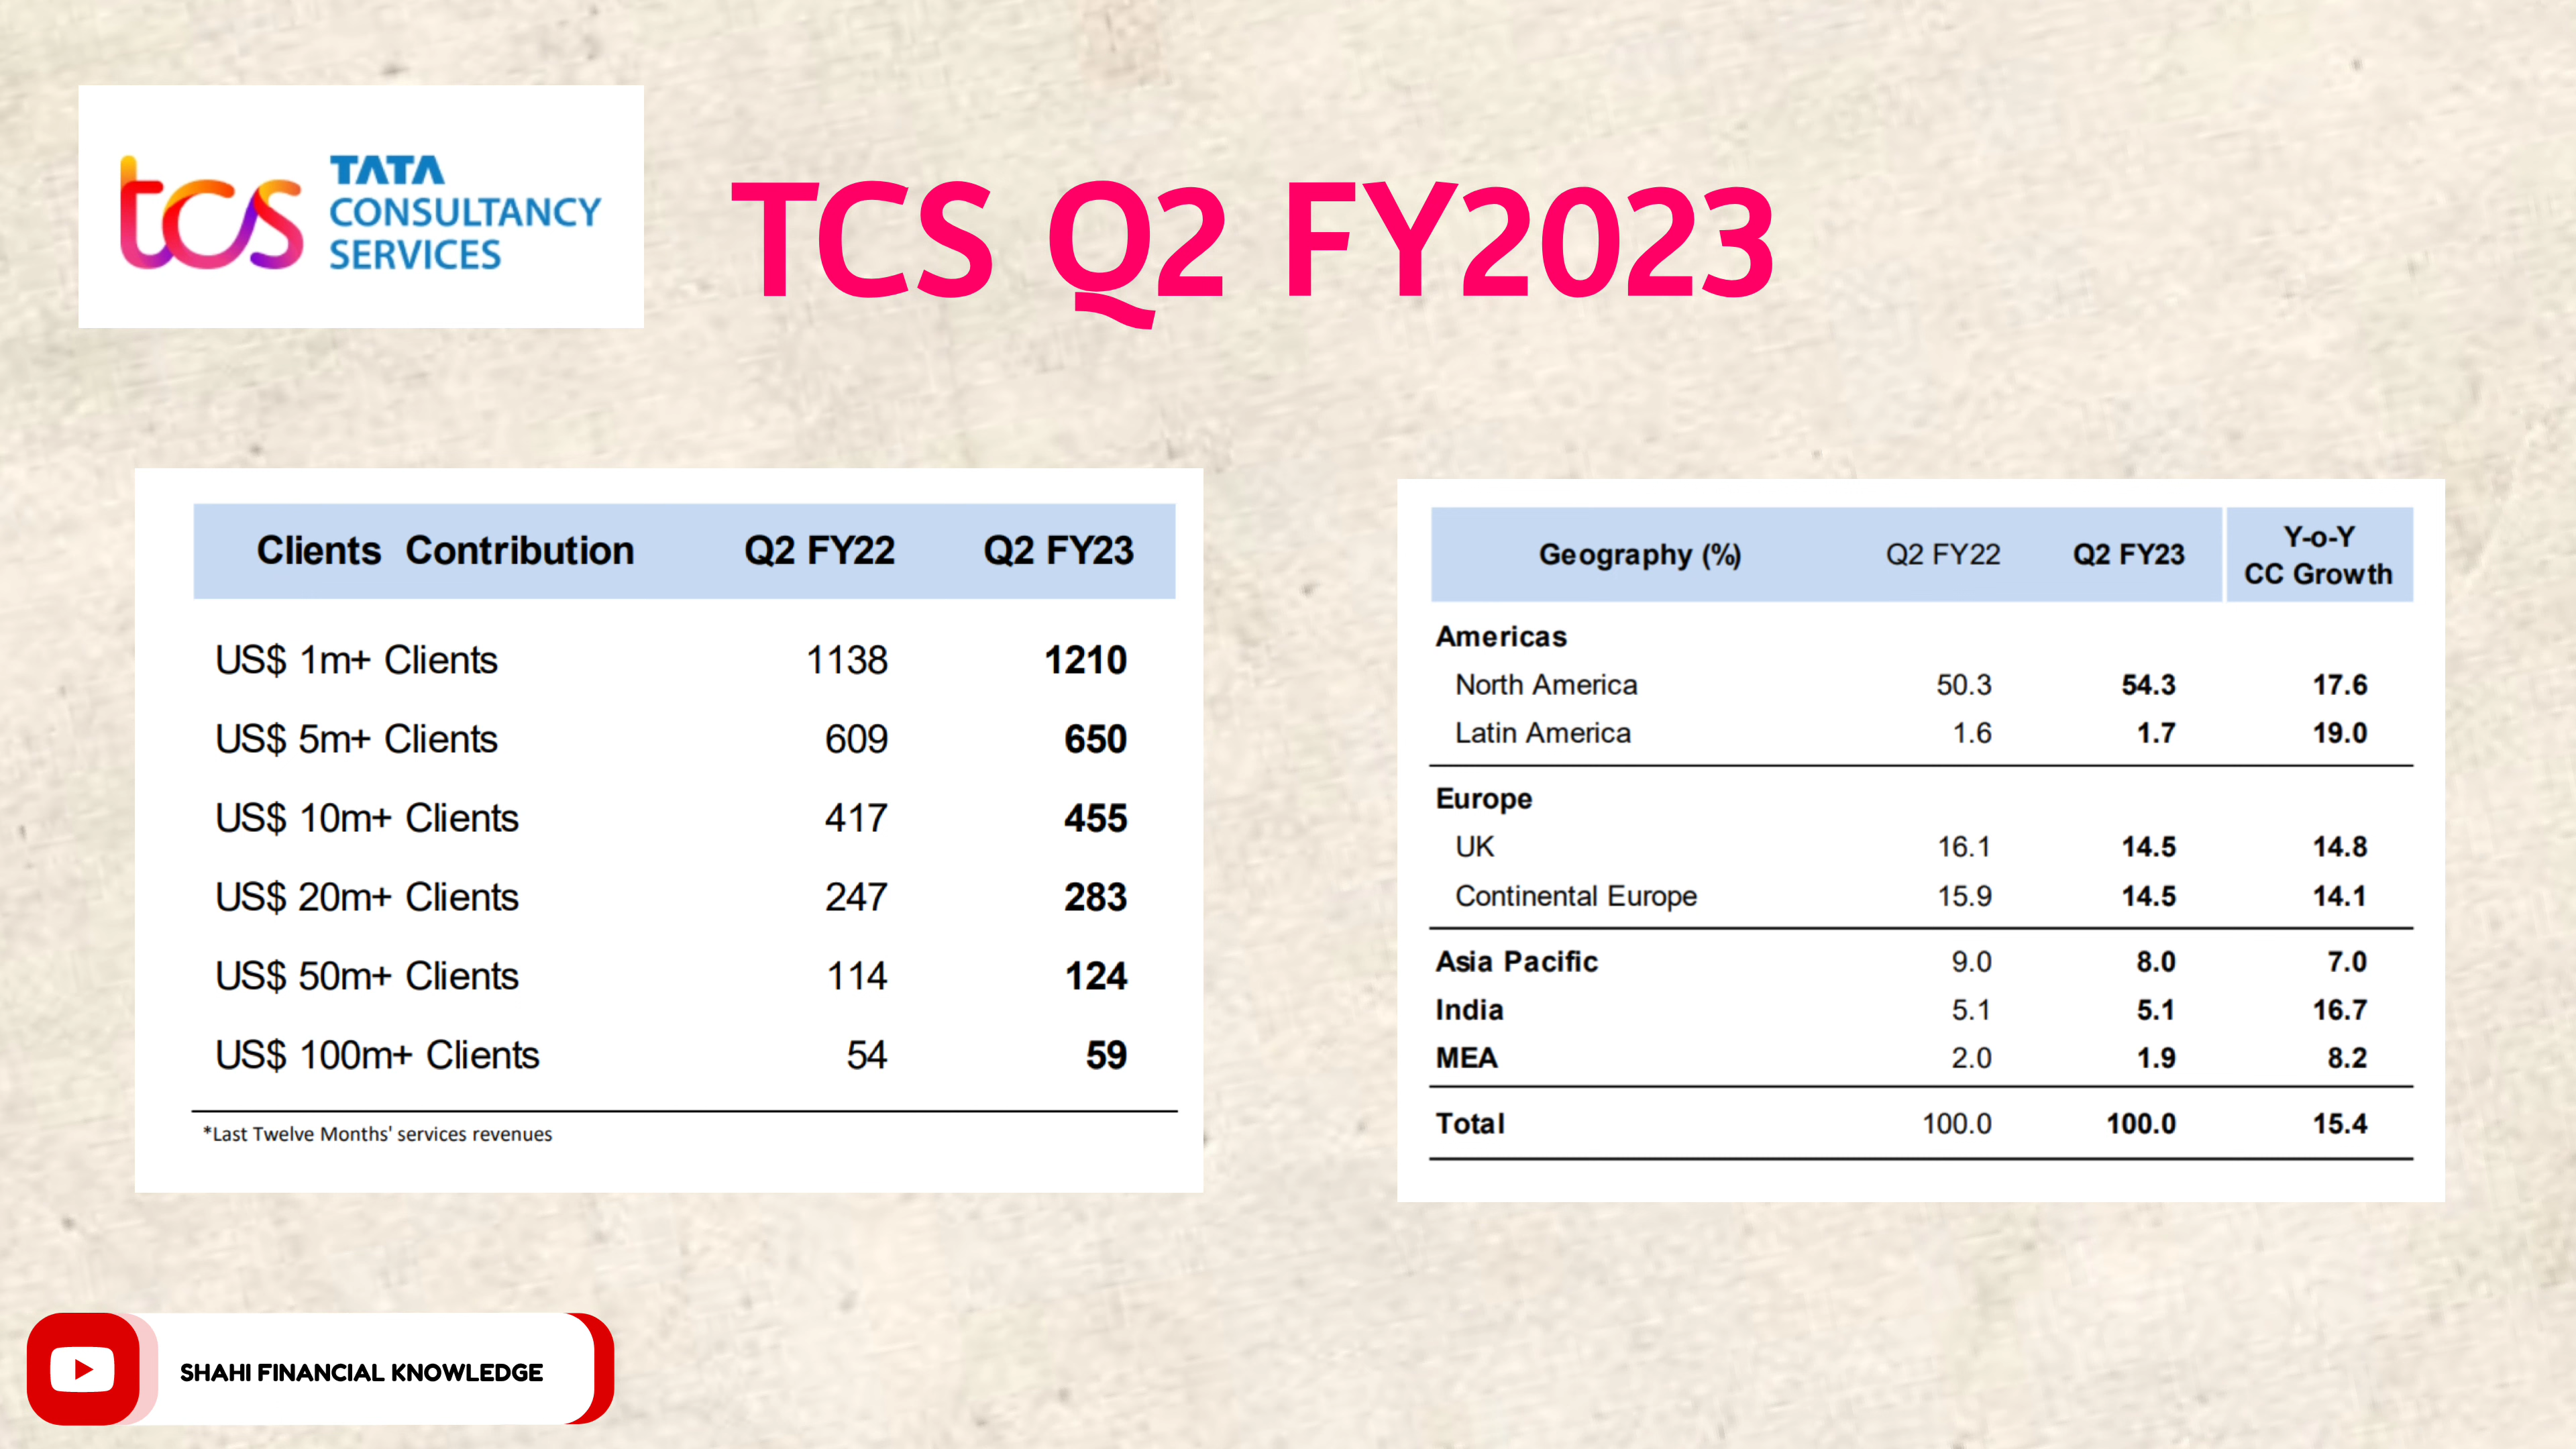 tcs TATA
CONSULTANCY
SERVICES
TCS Q2 FY2023
Clients Contribution Q2 FY22 Q2 FY23
US$ 1m+ Clients 1138 1210
US$ 5m+ Clients 609 650
US$ 10m+ Clients 417 455
US$ 20m+ Clients 247 283
US$ 50m+ Clients 114 124
US$ 100m+ Clients 54 59
*Last Twelve Months' services revenues
Geography (%) Q2 FY22 Q2 FY23 Y-o-Y
CC Growth
Americas
North America 50.3 54.3 17.6
Latin America 1.6 1.7 19.0
Europe
UK 16.1 14.5 14.8
Continental Europe 15.9 14.5 14.1
Asia Pacific 9.0 8.0 7.0
India 5.1 5.1 16.7
MEA 2.0 1.9 8.2
Total 100.0 100.0 15.4
SHAHI FINANCIAL KNOWLEDGE